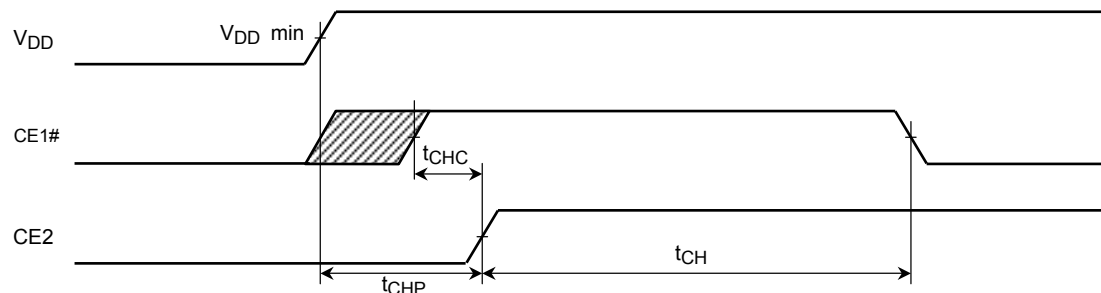 VDD
VDD min
CE1#
tCHC
CE2
tCH
tCHP